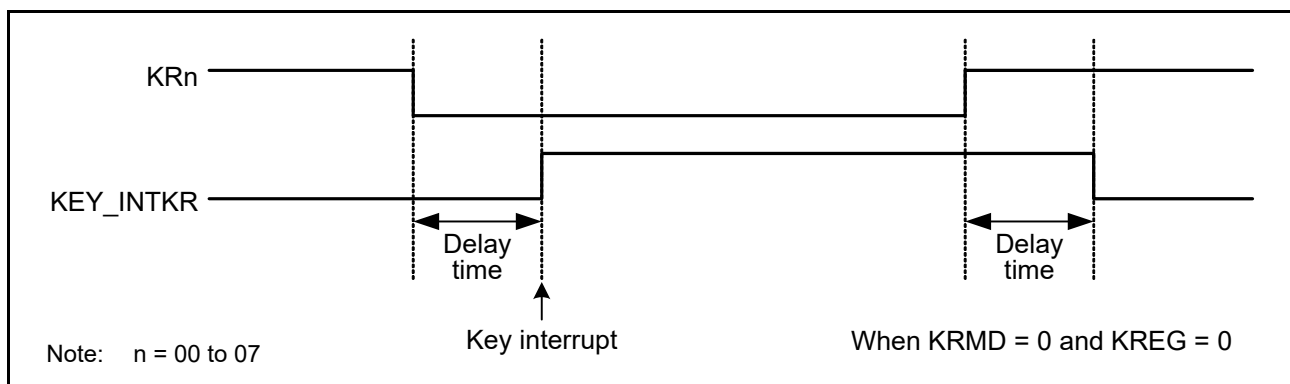 KRn
KEY_INTKR
Delay
time
Delay
time
Key interrupt
When KRMD = 0 and KREG = 0
Note: n = 00 to 07